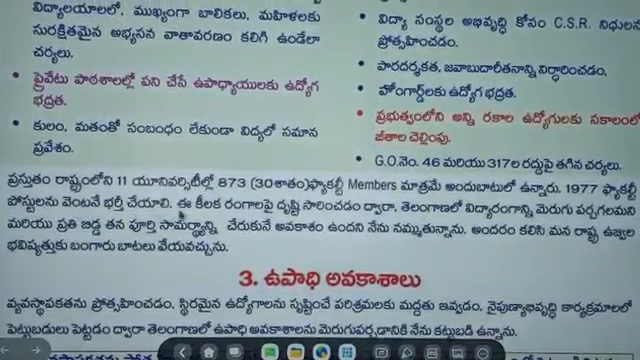 విద్యాలయాలలో, ముఖ్యంగా బాలికలు, మహిళలకు
సురక్షితమైన అభ్యసన వాతావరణం కలిగి ఉండేలా
చర్యలు.
• ప్రైవేటు పాఠశాలల్లో పని చేసే ఉపాధ్యాయులకు ఉద్యోగ
భద్రత.
• కులం, మతంతో సంబంధం లేకుండా విద్యలో సమాన
ప్రవేశం.
• విద్యా సంస్థల అభివృద్ధి కోసం C.S.R. నిధులను
ప్రోత్సహించడం.
• పారదర్శకత, జవాబుదారీతనాన్ని నిర్ధారించడం,
• హోంగార్డ్‌లకు ఉద్యోగ భద్రత.
• ప్రభుత్వంలోని అన్ని రకాల ఉద్యోగులకు సకాలంలో
జీతాల చెల్లింపు.
• G.O.నెం. 46 మరియు 317ల రద్దుపై తగిన చర్యలు.
ప్రస్తుతం రాష్ట్రంలోని 11 యూనివర్సిటీల్లో 873 (30శాతం)ఫ్యాకల్టీ Members మాత్రమే అందుబాటులో ఉన్నారు. 1977 ఫ్యాకల్టీ
పోస్టులను వెంటనే భర్తీ చేయాలి. ఈ కీలక రంగాలపై దృష్టి సారించడం ద్వారా, తెలంగాణలో విద్యారంగాన్ని మెరుగు పర్చగలమని
మరియు ప్రతి బిడ్డ తన పూర్తి సామర్థ్యాన్ని చేరుకునే అవకాశం ఉందని నేను నమ్ముతున్నాను. అందరం కలిసి మన రాష్ట్ర ఉజ్వల
భవిష్యత్తుకు బంగారు బాటలు వేయవచ్చును.
3. ఉపాధి అవకాశాలు
వ్యవస్థాపకతను ప్రోత్సహించడం, స్థిరమైన ఉద్యోగాలను సృష్టించే పరిశ్రమలకు మద్దతు ఇవ్వడం, నైపుణ్యాభివృద్ధి కార్యక్రమాలలో
పెట్టుబడులు పెట్టడం ద్వారా తెలంగాణలో ఉపాధి అవకాశాలను మెరుగుపర్చడానికి నేను కట్టుబడి ఉన్నాను.